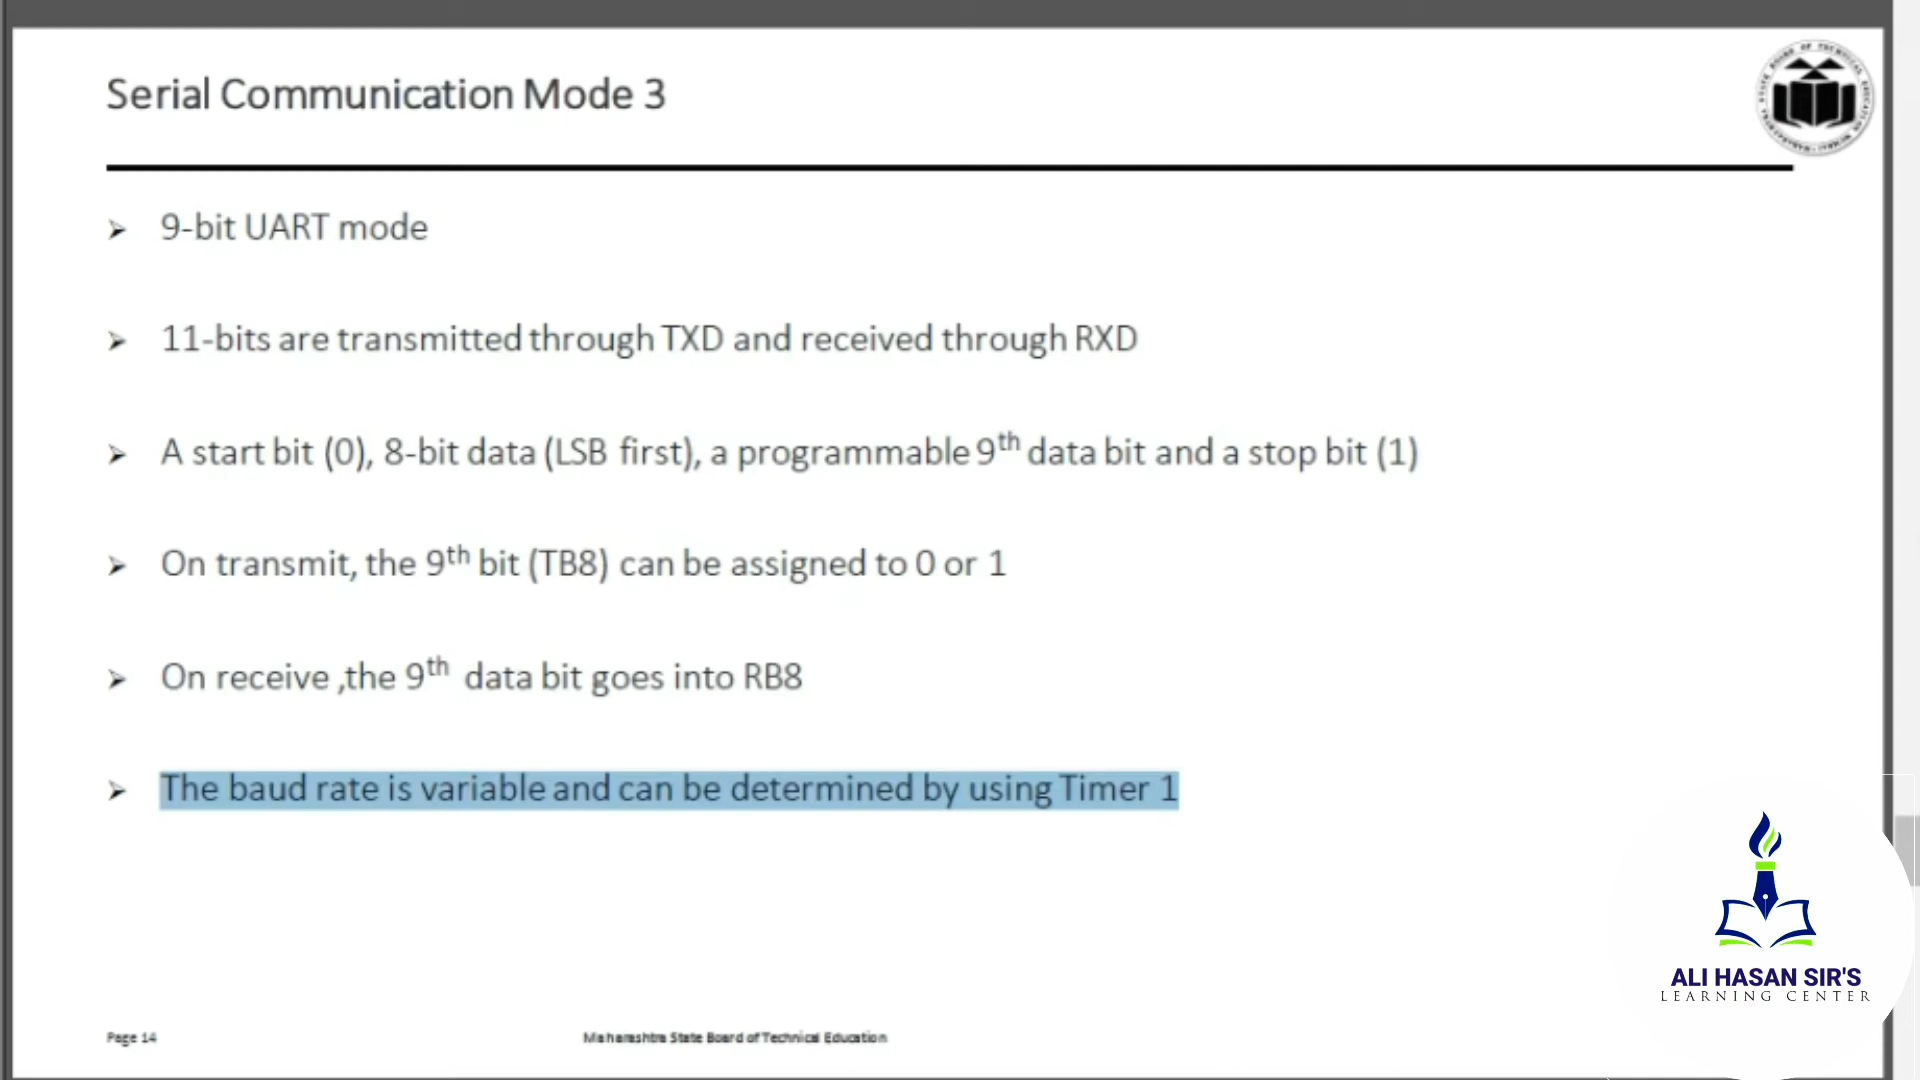 Serial Communication Mode 3
➢ 9-bit UART mode
➢ 11-bits are transmitted through TXD and received through RXD
➢ A start bit (0), 8-bit data (LSB first), a programmable 9th data bit and a stop bit (1)
➢ On transmit, the 9th bit (TB8) can be assigned to 0 or 1
➢ On receive ,the 9th data bit goes into RB8
➢ The baud rate is variable and can be determined by using Timer 1
ALI HASAN SIR'S
LEARNING CENTER
Page 14
Maharashtra State Board of Technical Education